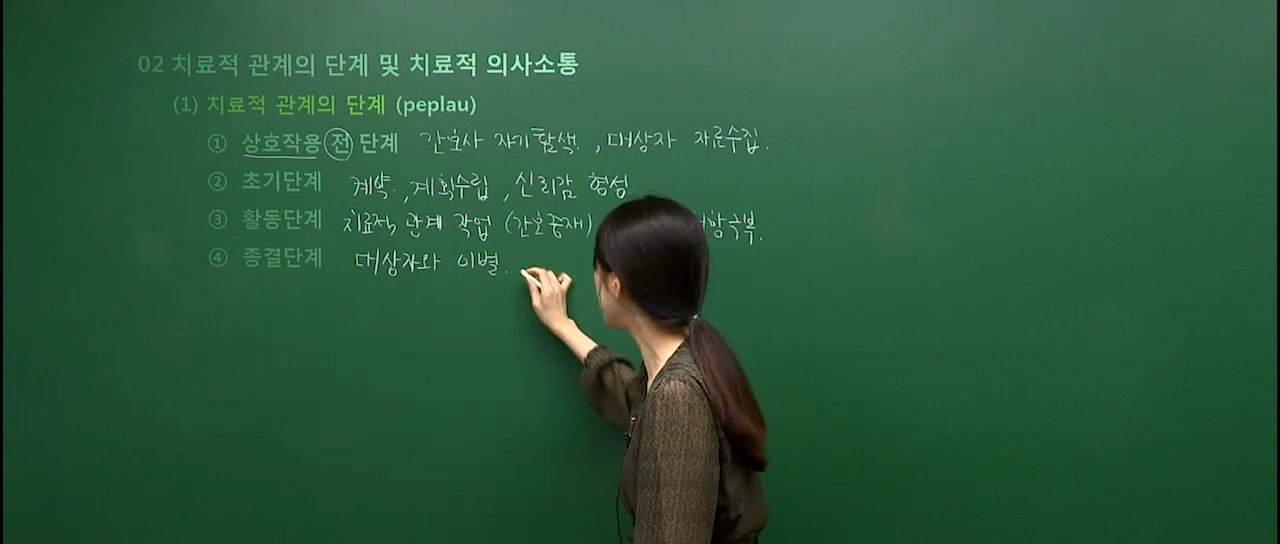 02 치료적 관계의 단계 및 치료적 의사소통
(1) 치료적 관계의 단계 (peplau)
① 상호작용 전 단계 간호사 자기탐색, 대상자 자료수집.
② 초기단계 계약, 계획수립, 신뢰감 형성.
③ 활동단계 치료적 관계 작업 (간호중재) 항극복.
④ 종결단계 대상자와 이별.